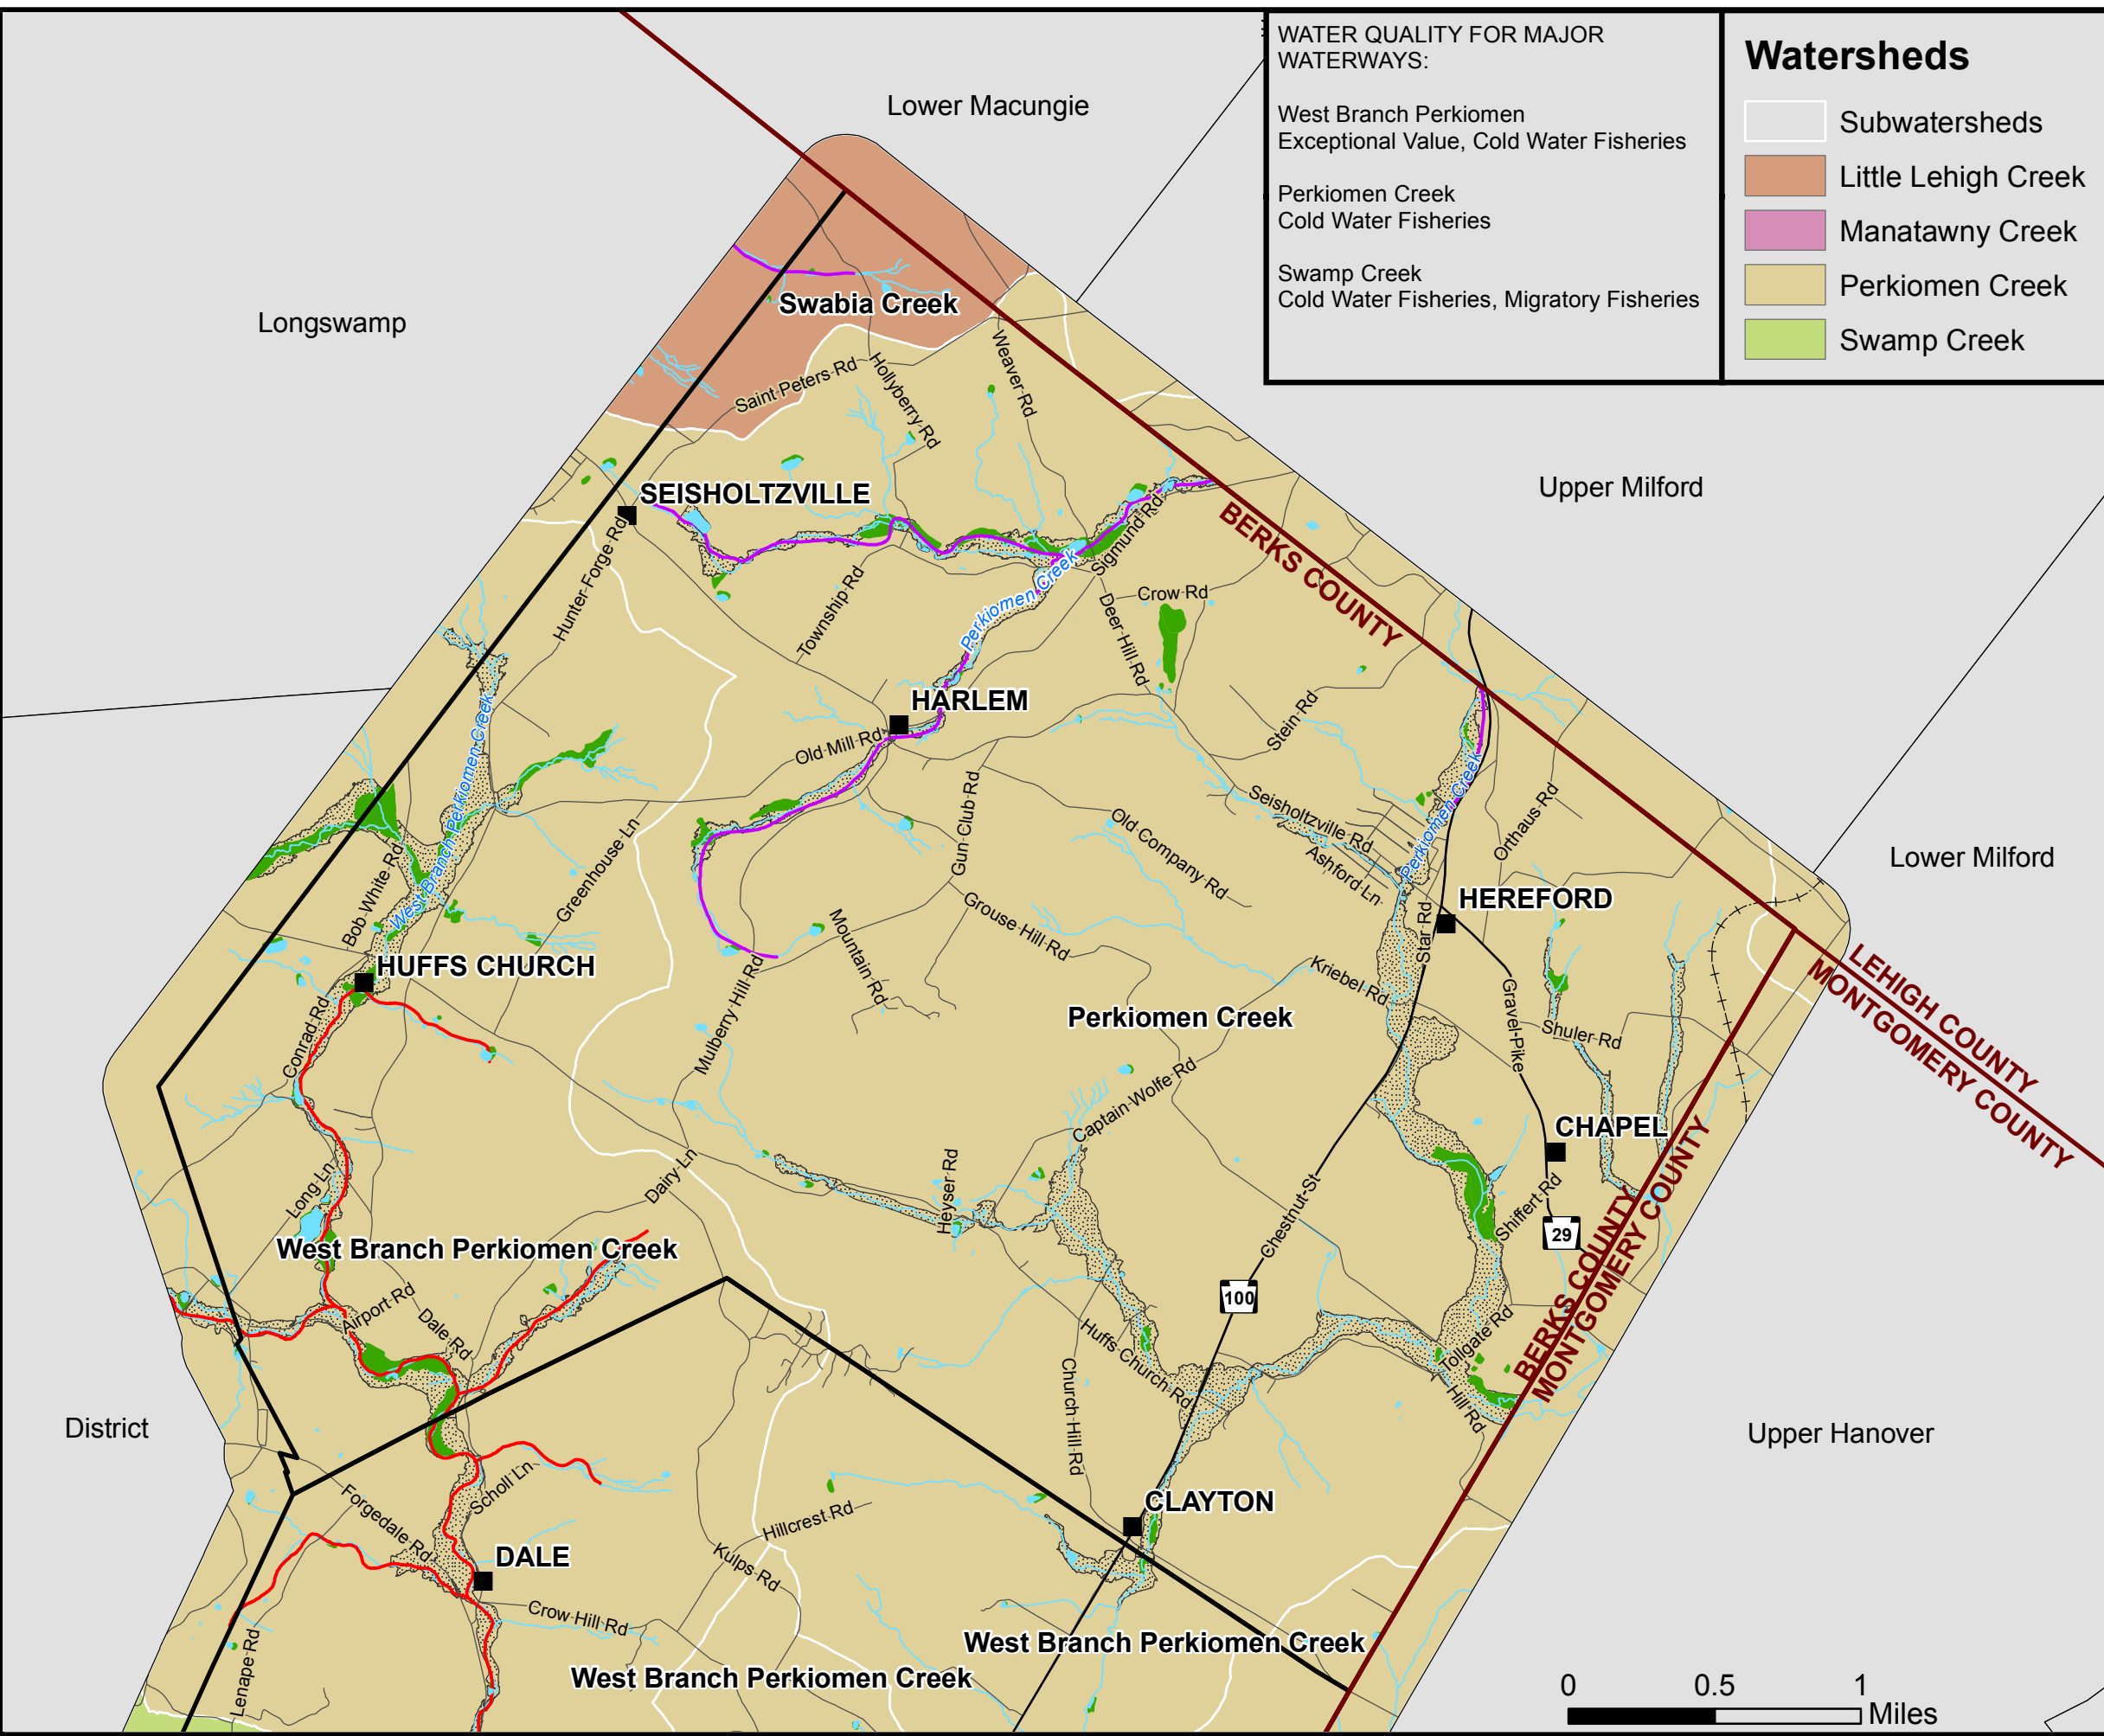 WATER QUALITY FOR MAJOR
WATERWAYS:
West Branch Perkiomen
Exceptional Value, Cold Water Fisheries
Perkiomen Creek
Cold Water Fisheries
Swamp Creek
Cold Water Fisheries, Migratory Fisheries
Watersheds
Subwatersheds
Little Lehigh Creek
Manatawny Creek
Perkiomen Creek
Swamp Creek
Lower Macungie
Longswamp
Swabia Creek
Saint Peters Rd
Hollyberry Rd
Weaver Rd
Upper Milford
SEISHOLTZVILLE
BERKS COUNTY
Hunter Forge Rd
Township Rd
Perkiomen Creek
Sigmund Rd
Crow Rd
Deer Hill Rd
HARLEM
Old Mill Rd
Stein Rd
West Branch Perkiomen Creek
Gun Club Rd
Seisholtzville Rd
Old Company Rd
Ashford Ln
Perkiomen Creek
Orthaus Rd
Lower Milford
Greenhouse Ln
Bob White Rd
HEREFORD
Star Rd
Grouse Hill Rd
Mountain Rd
HUFFS CHURCH
Kriebel Rd
LEHIGH COUNTY
MONTGOMERY COUNTY
Conrad Rd
Mulberry Hill Rd
Perkiomen Creek
Gravel Pike
Shuler Rd
Captain Wolfe Rd
CHAPEL
Long Ln
Dairy Ln
Heyser Rd
Chestnut St
Shiffert Rd
29
West Branch Perkiomen Creek
BERKS COUNTY
MONTGOMERY COUNTY
100
Airport Rd
Dale Rd
Huffs Church Rd
Church Hill Rd
Tollgate Rd
Hill Rd
District
Upper Hanover
Scholl Ln
Forgedale Rd
Hillcrest Rd
Kulps Rd
CLAYTON
DALE
Crow Hill Rd
Lenape Rd
West Branch Perkiomen Creek
West Branch Perkiomen Creek
0 0.5 1
Miles